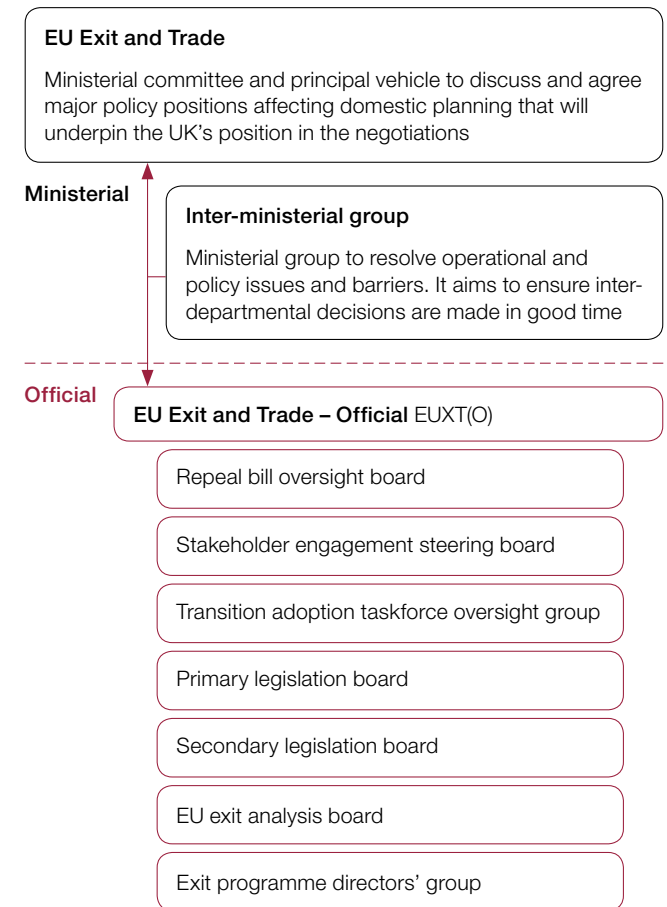 EU Exit and Trade
Ministerial committee and principal vehicle to discuss and agree
major policy positions affecting domestic planning that will
underpin the UK's position in the negotiations
Ministerial
Inter-ministerial group
Ministerial group to resolve operational and
policy issues and barriers. It aims to ensure inter-
departmental decisions are made in good time
Official
EU Exit and Trade – Official EUXT(O)
Repeal bill oversight board
Stakeholder engagement steering board
Transition adoption taskforce oversight group
Primary legislation board
Secondary legislation board
EU exit analysis board
Exit programme directors' group